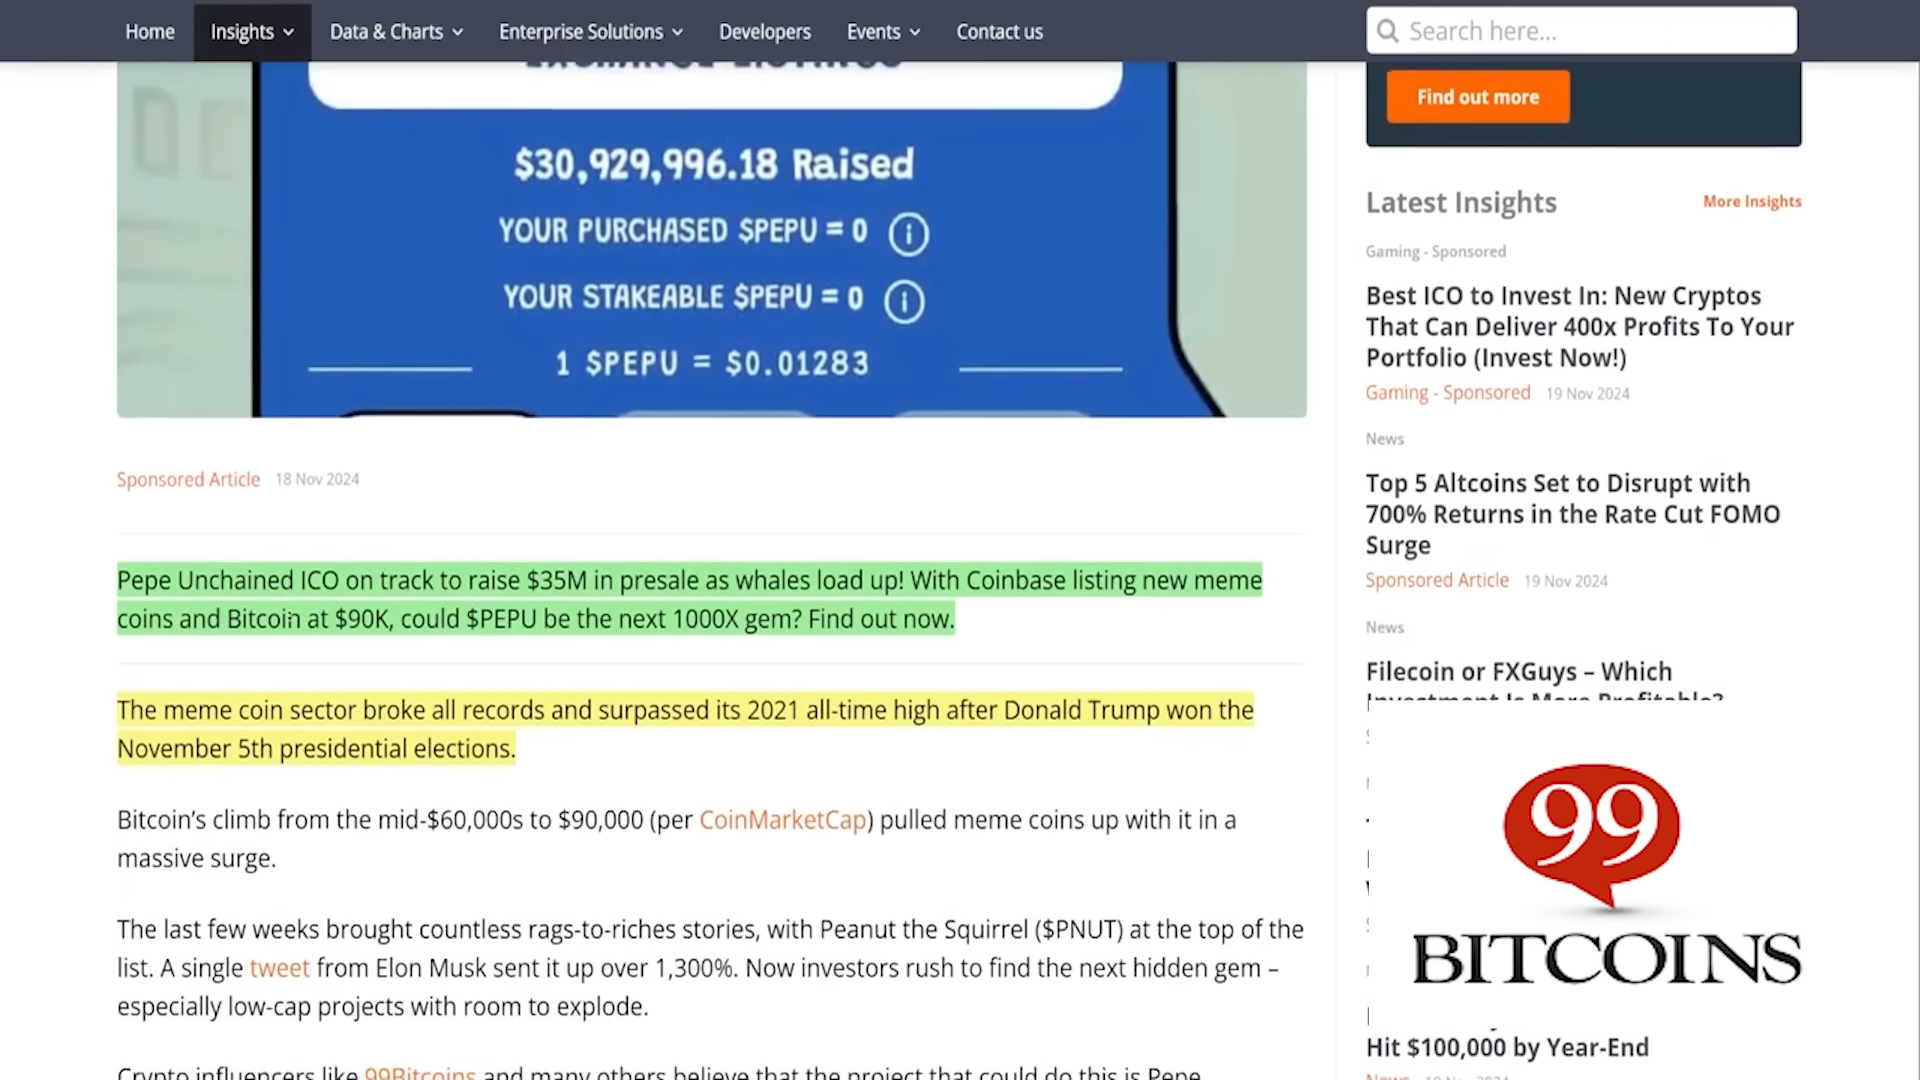 Home
Insights
Data & Charts
Enterprise Solutions
Developers
Events
Contact us
Search here...
$30,929,996.18 Raised
YOUR PURCHASED $PEPU = 0
YOUR STAKEABLE $PEPU = 0
1 $PEPU = $0.01283
Sponsored Article 18 Nov 2024
Pepe Unchained ICO on track to raise $35M in presale as whales load up! With Coinbase listing new meme
coins and Bitcoin at $90K, could $PEPU be the next 1000X gem? Find out now.
The meme coin sector broke all records and surpassed its 2021 all-time high after Donald Trump won the
November 5th presidential elections.
Bitcoin’s climb from the mid-$60,000s to $90,000 (per CoinMarketCap) pulled meme coins up with it in a
massive surge.
The last few weeks brought countless rags-to-riches stories, with Peanut the Squirrel ($PNUT) at the top of the
list. A single tweet from Elon Musk sent it up over 1,300%. Now investors rush to find the next hidden gem –
especially low-cap projects with room to explode.
Crypto influencers like 99Bitcoins and many others believe that the project that could do this is Pepe
Find out more
Latest Insights
More Insights
Gaming - Sponsored
Best ICO to Invest In: New Cryptos
That Can Deliver 400x Profits To Your
Portfolio (Invest Now!)
Gaming - Sponsored 19 Nov 2024
News
Top 5 Altcoins Set to Disrupt with
700% Returns in the Rate Cut FOMO
Surge
Sponsored Article 19 Nov 2024
News
Filecoin or FXGuys – Which
Investment Is More Profitable?
99
BITCOINS
Hit $100,000 by Year-End
News